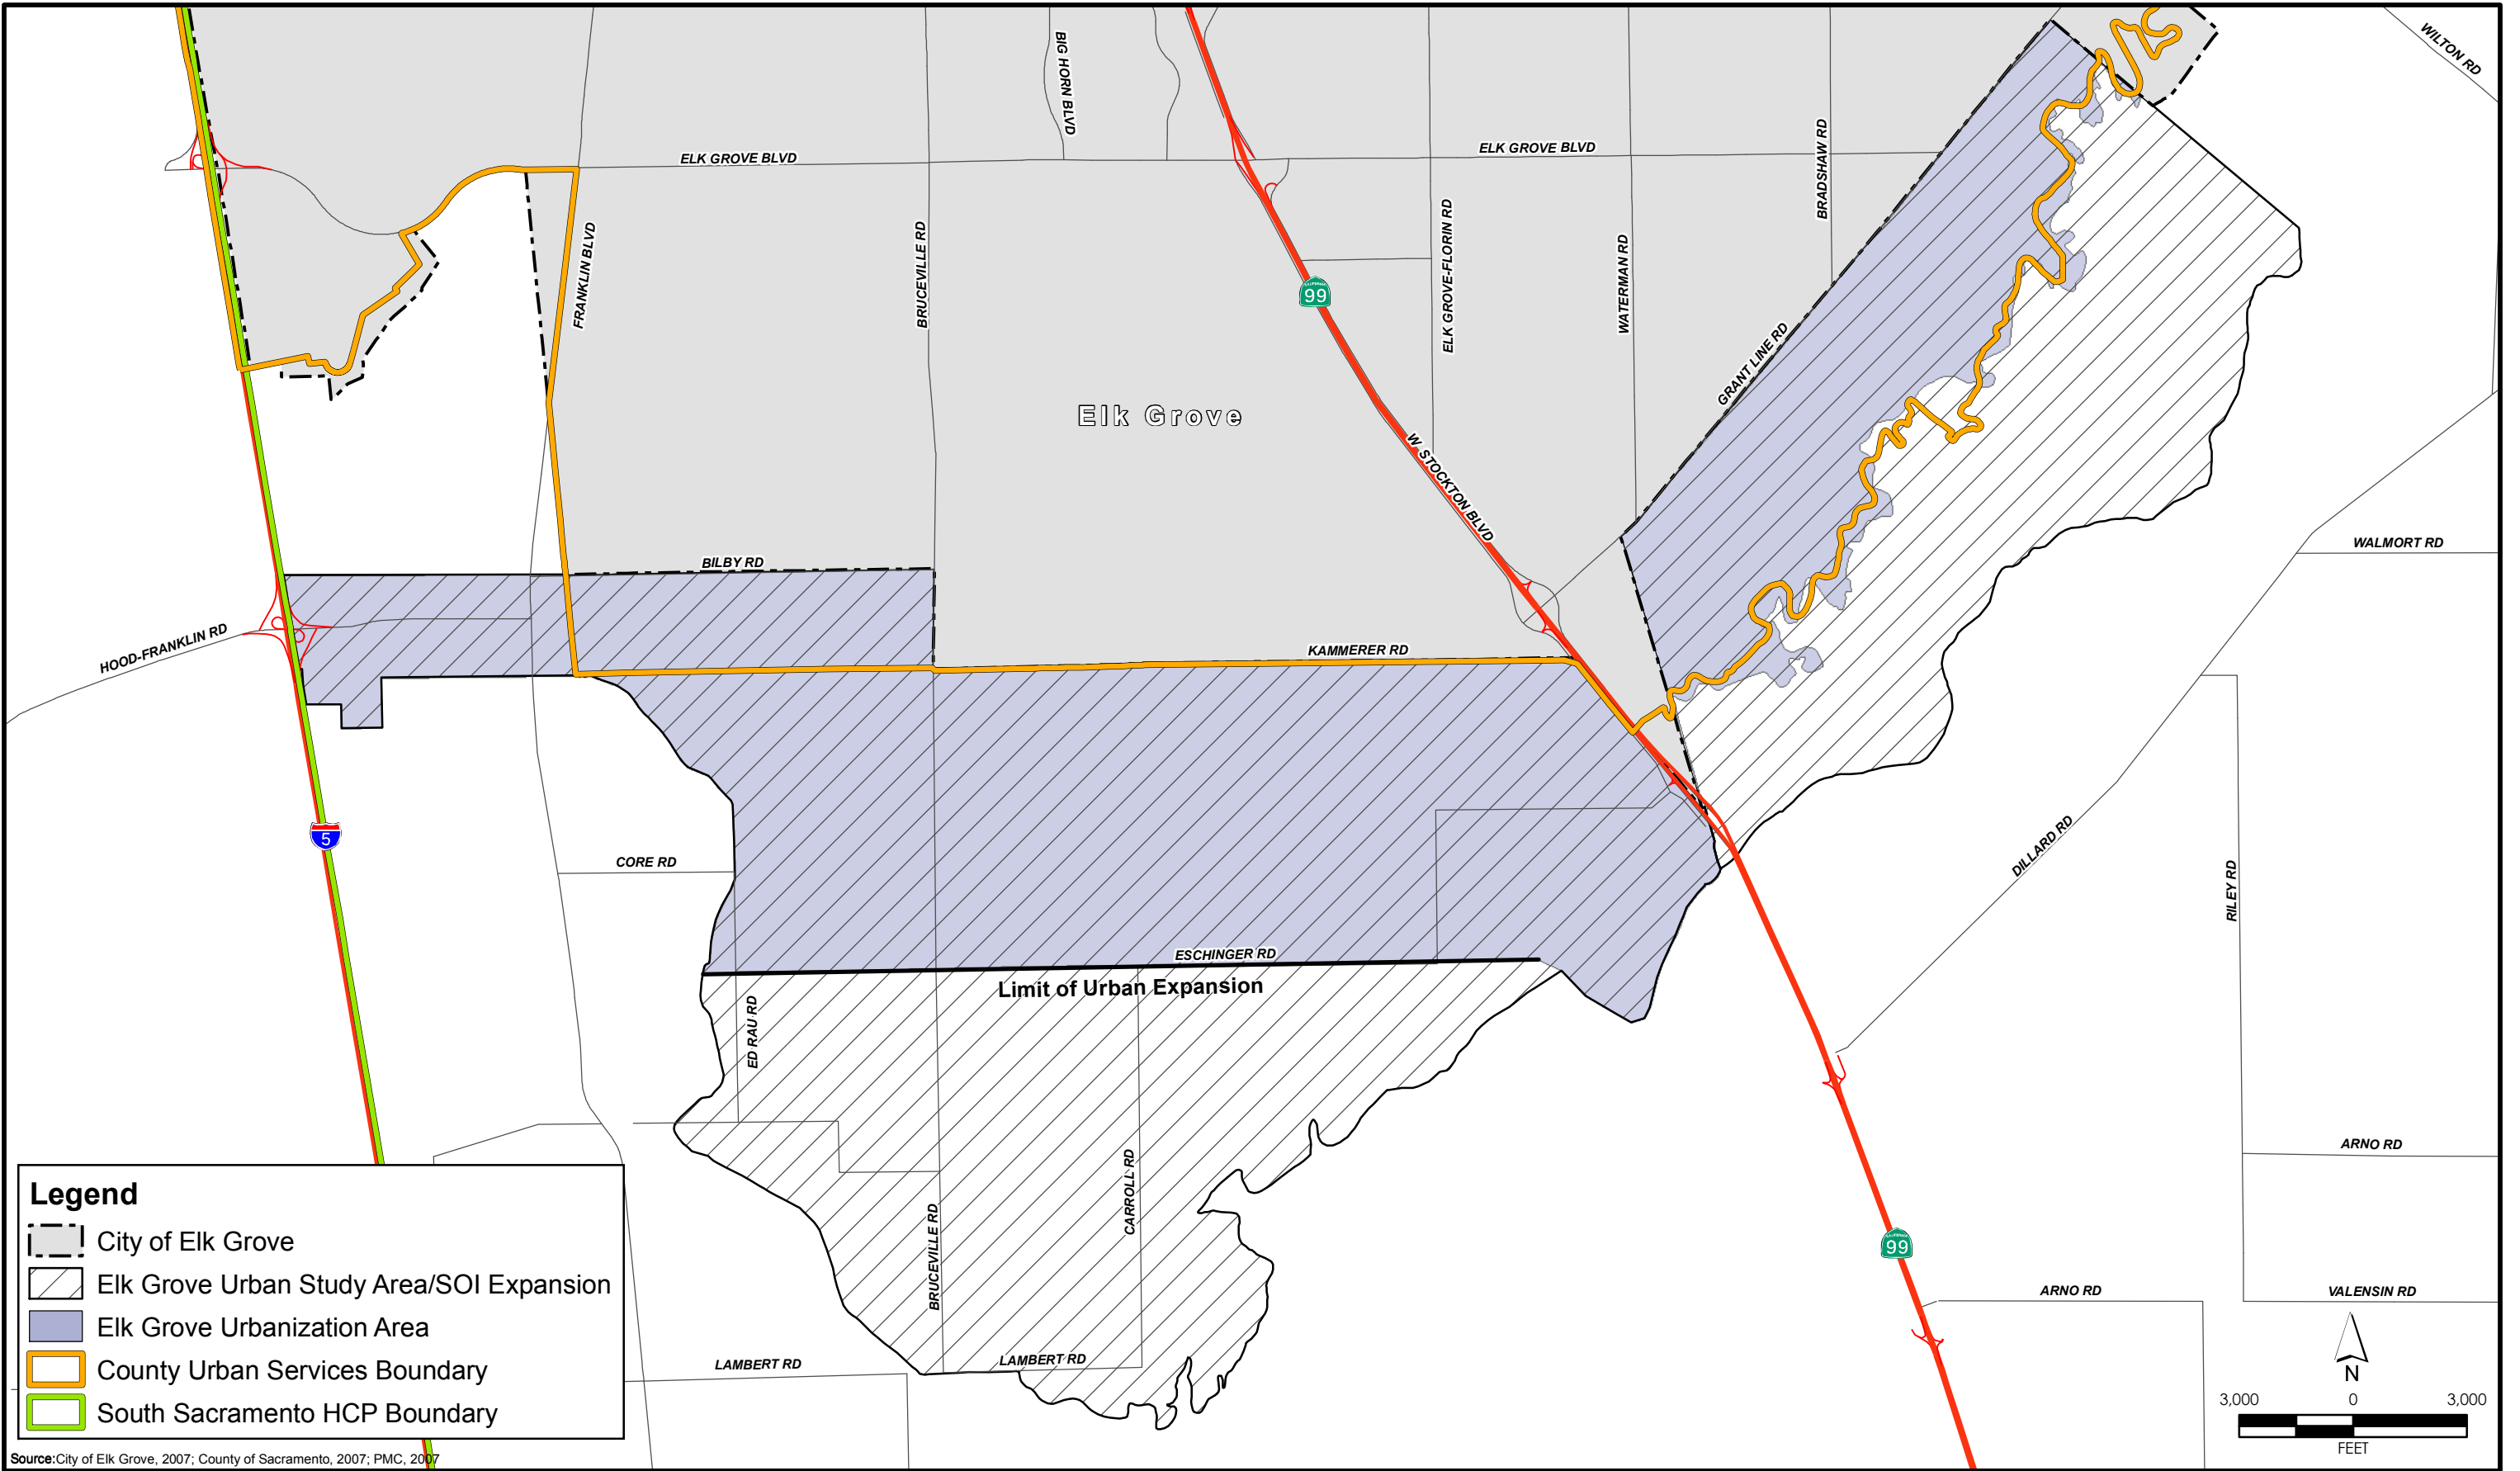 WILTON RD
BIG HORN BLVD
ELK GROVE BLVD
ELK GROVE BLVD
BRADSHAW RD
FRANKLIN BLVD
BRUCEVILLE RD
ELK GROVE-FLORIN RD
WATERMAN RD
CALIFORNIA
99
GRANT LINE RD
Elk Grove
W STOCKTON BLVD
WALMORT RD
BILBY RD
HOOD-FRANKLIN RD
KAMMERER RD
5
CORE RD
DILLARD RD
RILEY RD
ESCHINGER RD
Limit of Urban Expansion
ED RAU RD
CARROLL RD
BRUCEVILLE RD
ARNO RD
CALIFORNIA
99
ARNO RD
VALENSIN RD
LAMBERT RD
LAMBERT RD
Legend
City of Elk Grove
Elk Grove Urban Study Area/SOI Expansion
Elk Grove Urbanization Area
County Urban Services Boundary
South Sacramento HCP Boundary
N
3,000 0 3,000
FEET
Source:City of Elk Grove, 2007; County of Sacramento, 2007; PMC, 2007